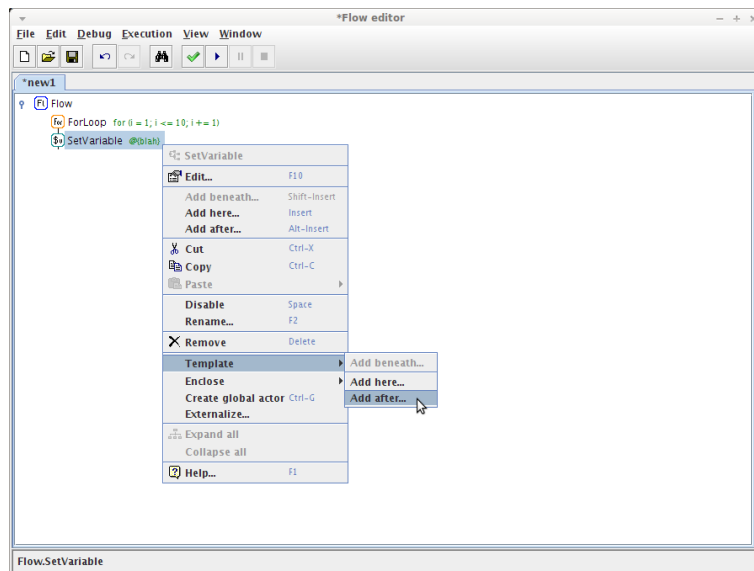 *Flow editor
File Edit Debug Execution View Window
*new1
Fl Flow
for ForLoop for (i = 1; i <= 10; i += 1)
SetVariable @{blah}
SetVariable
Edit... F10
Add beneath... Shift-Insert
Add here... Insert
Add after... Alt-Insert
Cut Ctrl-X
Copy Ctrl-C
Paste
Disable Space
Rename... F2
Remove Delete
Template
Add beneath...
Enclose
Add here...
Create global actor Ctrl-G
Add after...
Externalize...
Expand all
Collapse all
Help... F1
Flow.SetVariable